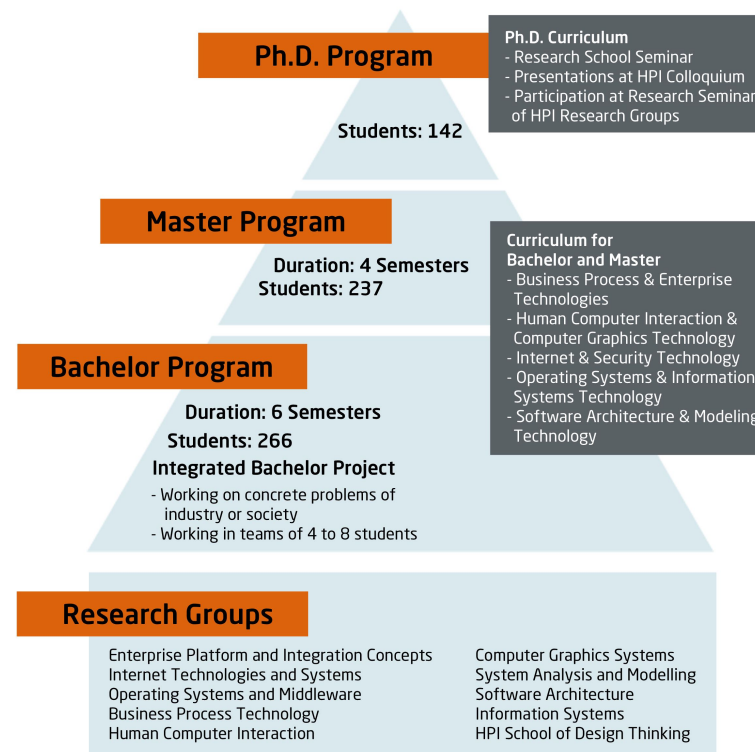 Ph.D. Program
Students: 142
Ph.D. Curriculum
- Research School Seminar
- Presentations at HPI Colloquium
- Participation at Research Seminar
of HPI Research Groups
Master Program
Duration: 4 Semesters
Students: 237
Curriculum for
Bachelor and Master
- Business Process & Enterprise
Technologies
- Human Computer Interaction &
Computer Graphics Technology
- Internet & Security Technology
- Operating Systems & Information
Systems Technology
- Software Architecture & Modeling
Technology
Bachelor Program
Duration: 6 Semesters
Students: 266
Integrated Bachelor Project
- Working on concrete problems of
industry or society
- Working in teams of 4 to 8 students
Research Groups
Enterprise Platform and Integration Concepts
Internet Technologies and Systems
Operating Systems and Middleware
Business Process Technology
Human Computer Interaction
Computer Graphics Systems
System Analysis and Modelling
Software Architecture
Information Systems
HPI School of Design Thinking